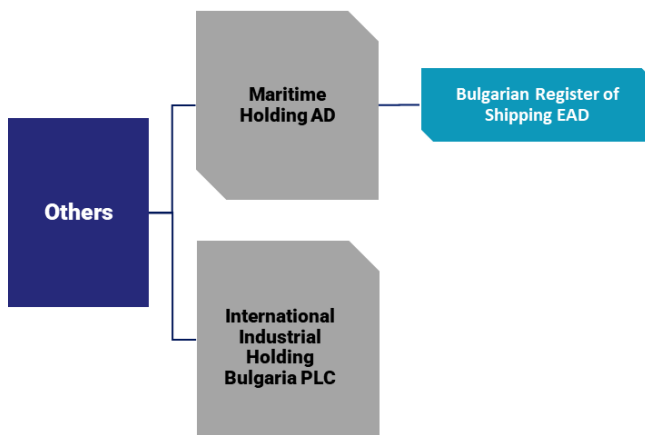 Others
Maritime
Holding AD
Bulgarian Register of
Shipping EAD
International
Industrial
Holding
Bulgaria PLC